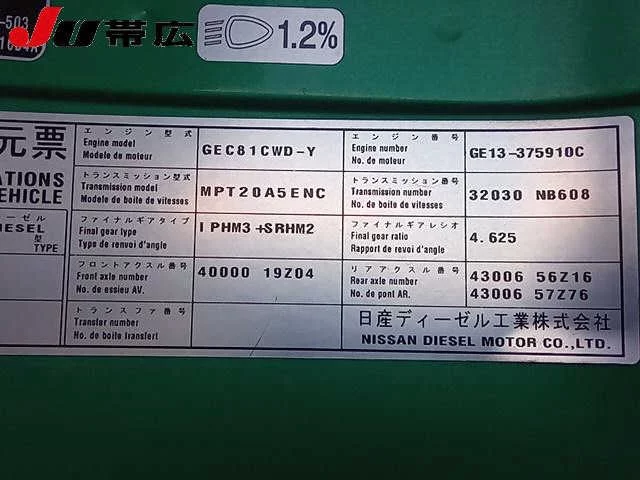 -503
JU帯広
1.2%
元票
ATIONS
VEHICLE
ーゼル
DIESEL
型
TYPE
エンジン型式
Engine model
Modele de moteur
GEC81CWD-Y
エンジン番号
Engine number
No. de moteur
GE13-375910C
トランスミッション型式
Transmission model
Modele de boite de vitesses
MPT20A5ENC
トランスミッション番号
Transmission number
No. de boite de vitesses
32030 NB608
ファイナルギアタイプ
Final gear type
Type de renvoi d'angle
IPHM3+SRHM2
ファイナルギアレシオ
Final gear ratio
Rapport de renvoi d'angle
4.625
フロントアクスル番号
Front axle number
No. de essieu AV.
40000 19Z04
リアアクスル番号
Rear axle number
No. de pont AR.
43006 56Z16
43006 57Z76
トランスファ番号
Transfer number
No. de boite transfert
日産ディーゼル工業株式会社
NISSAN DIESEL MOTOR CO.,LTD.